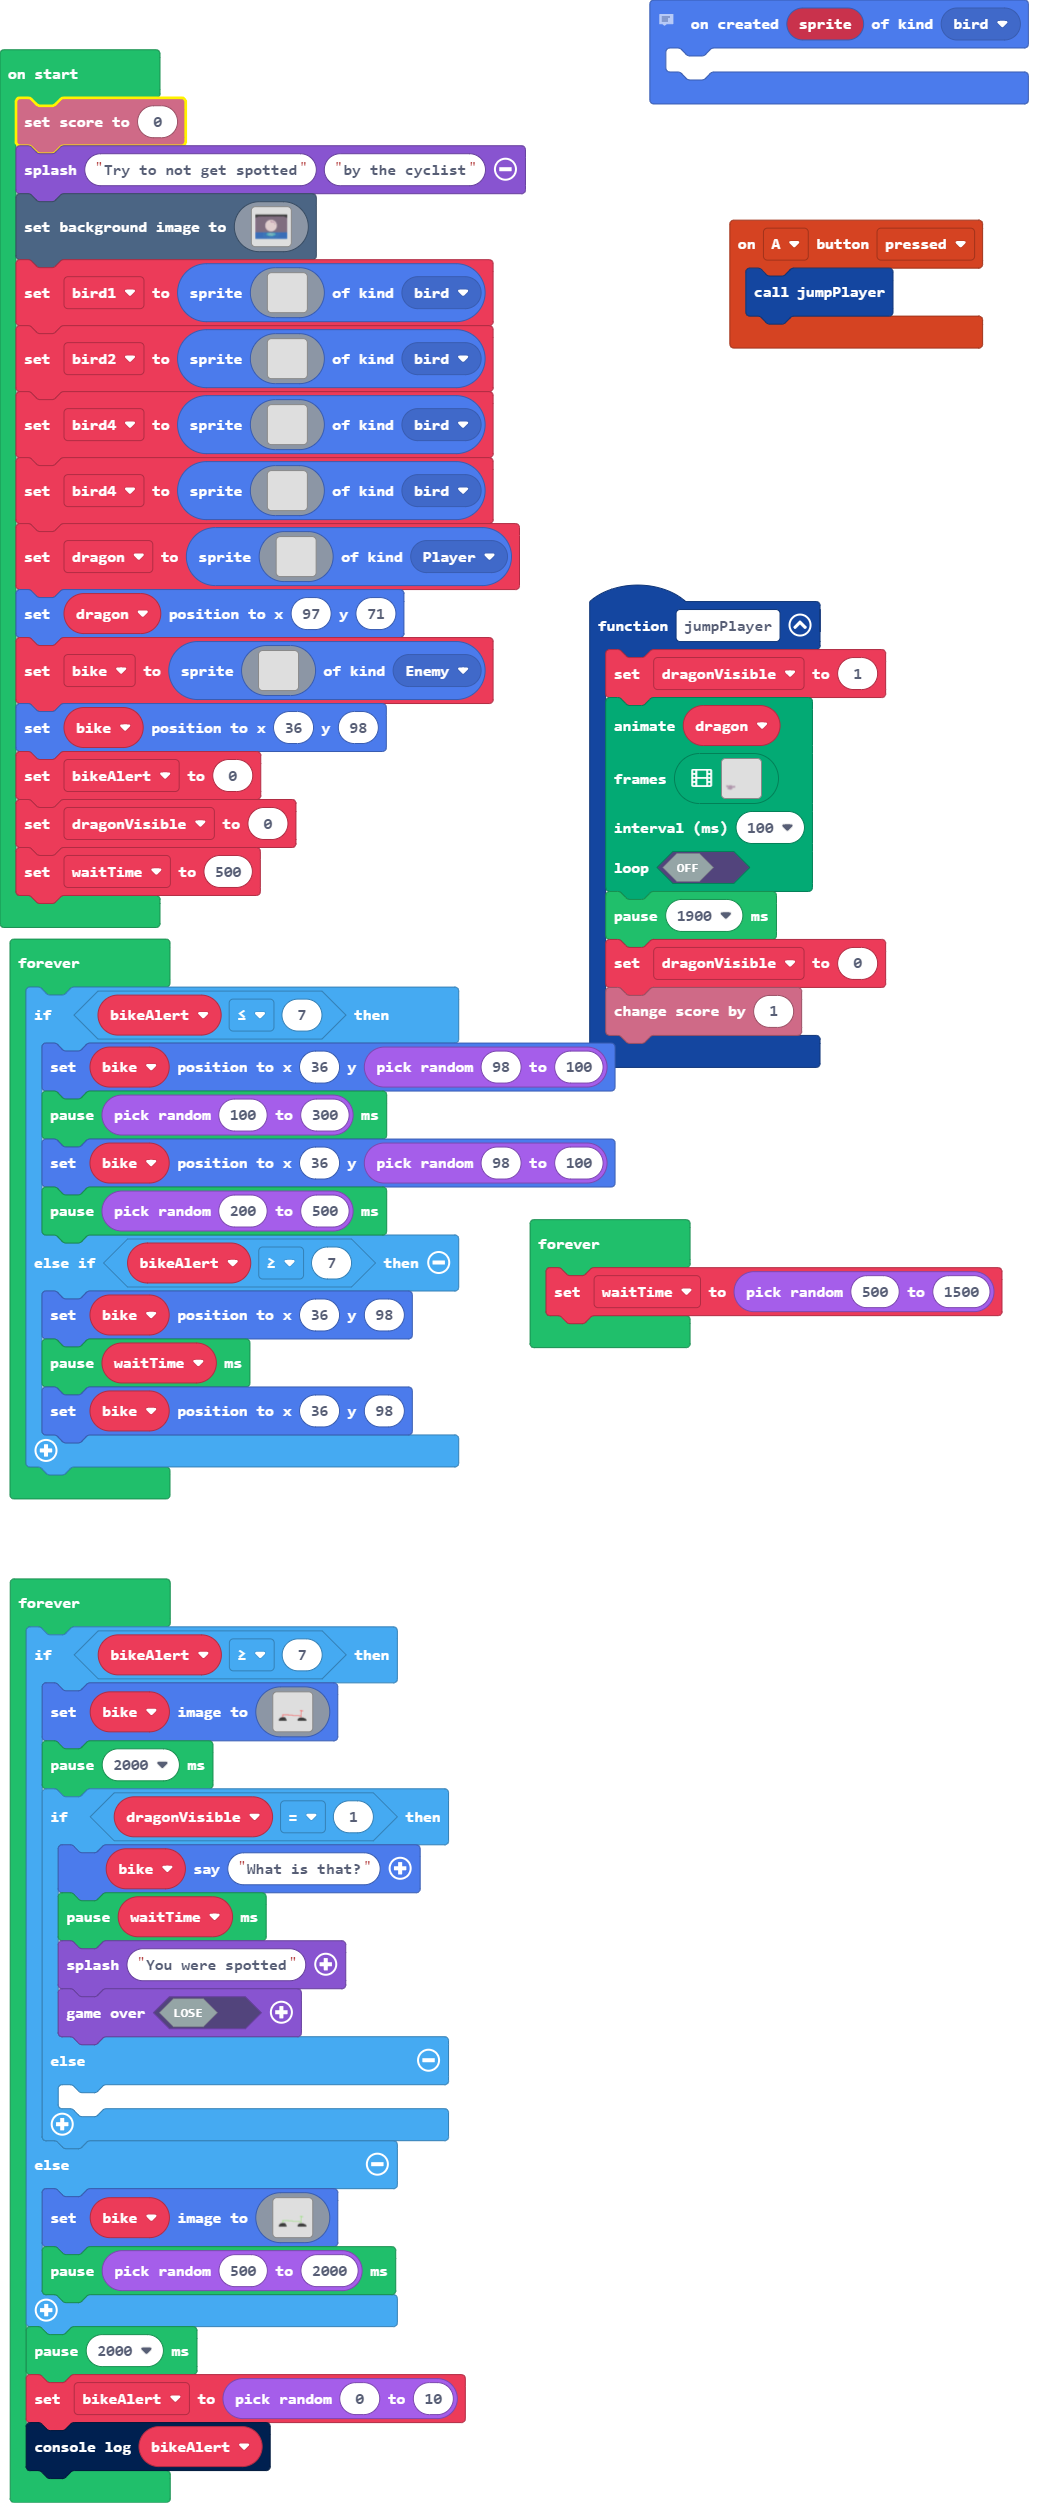 on created sprite of kind bird
on start
set score to 0
splash "Try to not get spotted" "by the cyclist"
set background image to
set bird1 to sprite of kind bird
set bird2 to sprite of kind bird
set bird4 to sprite of kind bird
set bird4 to sprite of kind bird
set dragon to sprite of kind Player
set dragon position to x 97 y 71
set bike to sprite of kind Enemy
set bike position to x 36 y 98
set bikeAlert to 0
set dragonVisible to 0
set waitTime to 500
on A button pressed
call jumpPlayer
function jumpPlayer
set dragonVisible to 1
animate dragon
frames
interval (ms) 100
loop OFF
pause 1900 ms
set dragonVisible to 0
change score by 1
forever
if bikeAlert ≤ 7 then
set bike position to x 36 y pick random 98 to 100
pause pick random 100 to 300 ms
set bike position to x 36 y pick random 98 to 100
pause pick random 200 to 500 ms
else if bikeAlert ≥ 7 then
set bike position to x 36 y 98
pause waitTime ms
set bike position to x 36 y 98
forever
set waitTime to pick random 500 to 1500
forever
if bikeAlert ≥ 7 then
set bike image to
pause 2000 ms
if dragonVisible = 1 then
bike say "What is that?"
pause waitTime ms
splash "You were spotted"
game over LOSE
else
else
set bike image to
pause pick random 500 to 2000 ms
pause 2000 ms
set bikeAlert to pick random 0 to 10
console log bikeAlert